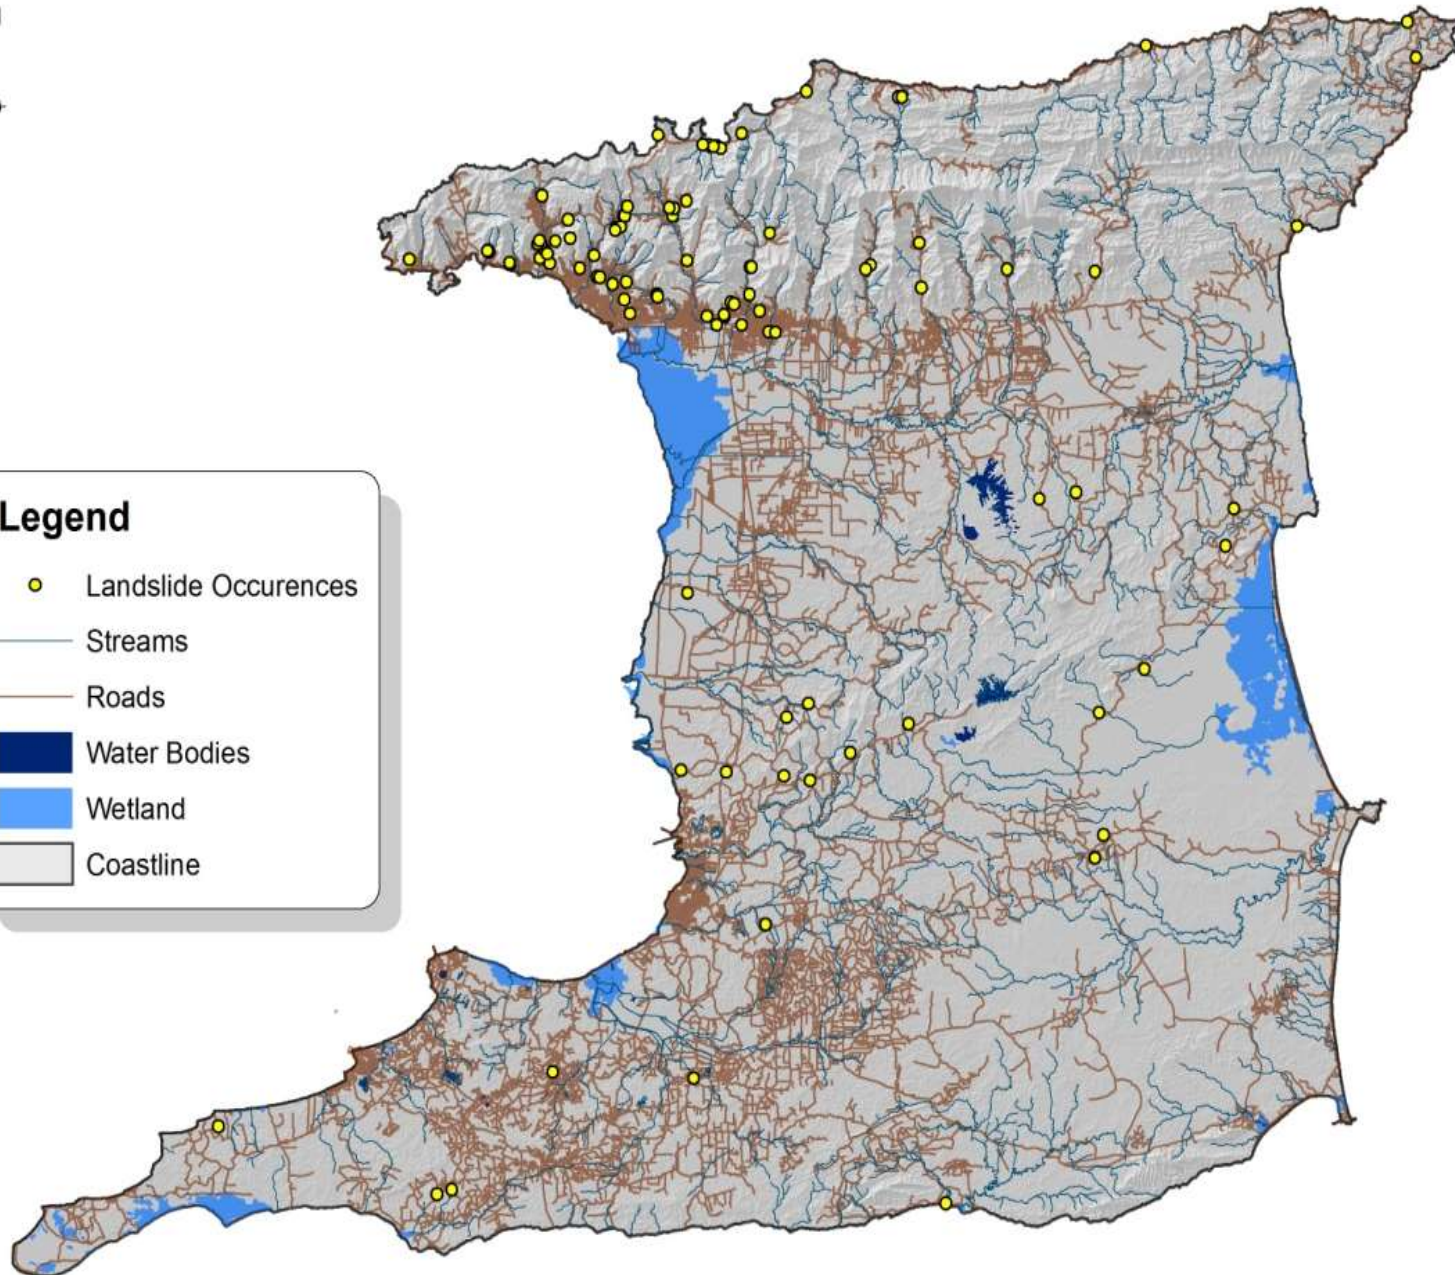 Legend
Landslide Occurences
Streams
Roads
Water Bodies
Wetland
Coastline